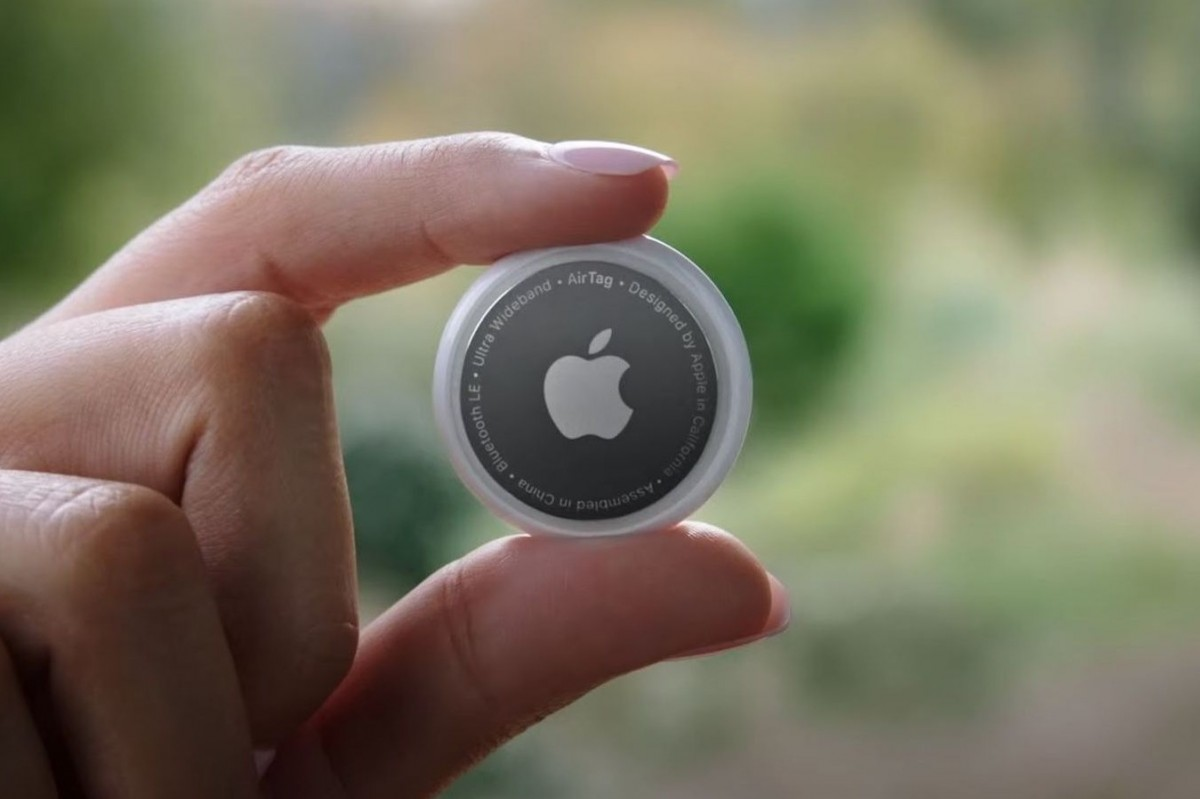 AirTag • Designed by Apple in California • Assembled in China • Bluetooth LE • Ultra Wideband •